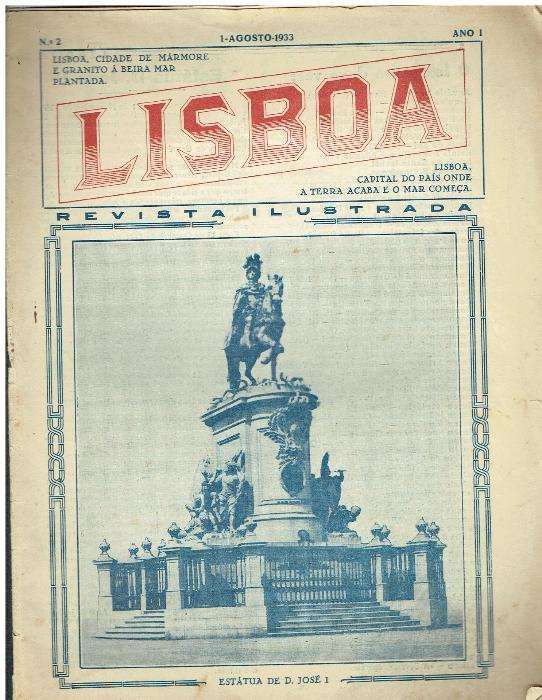 N.º 2
1-AGOSTO-1933
ANO 1
LISBOA, CIDADE DE MÁRMORE
E GRANITO Á BEIRA MAR
PLANTADA.
LISBOA
LISBOA,
CAPITAL DO PAÍS ONDE
A TERRA ACABA E O MAR COMEÇA.
REVISTA ILUSTRADA
ESTÁTUA DE D. JOSÉ I